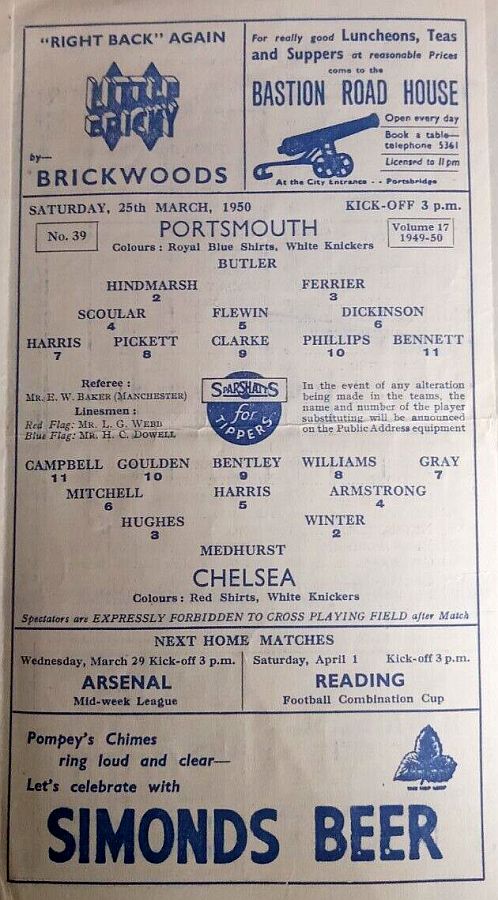 "RIGHT BACK" AGAIN
LITTLE
BRICKY
by—
BRICKWOODS
For really good Luncheons, Teas
and Suppers at reasonable Prices
come to the
BASTION ROAD HOUSE
Open every day
Book a table—
telephone 5361
Licensed to 11 pm
At the City Entrance - - Portsbridge
SATURDAY, 25th MARCH, 1950 KICK-OFF 3 p.m.
No. 39
PORTSMOUTH
Volume 17
1949-50
Colours : Royal Blue Shirts, White Knickers
BUTLER
HINDMARSH FERRIER
2 3
SCOULAR FLEWIN DICKINSON
4 5 6
HARRIS PICKETT CLARKE PHILLIPS BENNETT
7 8 9 10 11
Referee :
MR. E. W. BAKER (MANCHESTER)
Linesmen :
Red Flag: MR. L. G. WEBB
Blue Flag: MR. H. C. DOWELL
SPARSHATTS
for
TIPPERS
In the event of any alteration
being made in the teams, the
name and number of the player
substituting will be announced
on the Public Address equipment
CAMPBELL GOULDEN BENTLEY WILLIAMS GRAY
11 10 9 8 7
MITCHELL HARRIS ARMSTRONG
6 5 4
HUGHES WINTER
3 2
MEDHURST
CHELSEA
Colours : Red Shirts, White Knickers
Spectators are EXPRESSLY FORBIDDEN TO CROSS PLAYING FIELD after Match
NEXT HOME MATCHES
Wednesday, March 29 Kick-off 3 p.m.
ARSENAL
Mid-week League
Saturday, April 1 Kick-off 3 p.m.
READING
Football Combination Cup
Pompey's Chimes
ring loud and clear—
Let's celebrate with
THE HOP LEAF
SIMONDS BEER